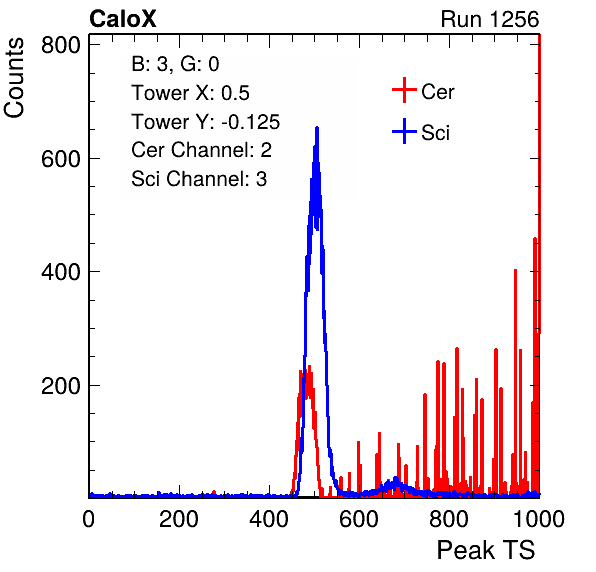 CaloX Run 1256
Counts
800
600
400
200
B: 3, G: 0
Tower X: 0.5
Tower Y: -0.125
Cer Channel: 2
Sci Channel: 3
Cer
Sci
0 200 400 600 800 1000
Peak TS